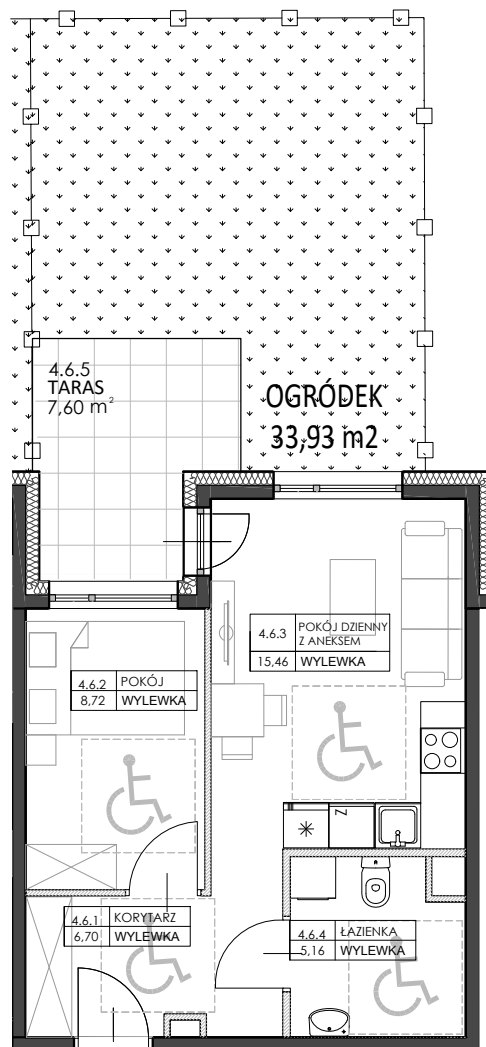 4.6.5
TARAS
7,60 m²
OGRÓDEK
33,93 m2
4.6.3 POKÓJ DZIENNY
Z ANEKSEM
15,46 WYLEWKA
4.6.2 POKÓJ
8,72 WYLEWKA
Z
4.6.1 KORYTARZ
6,70 WYLEWKA
4.6.4 ŁAZIENKA
5,16 WYLEWKA